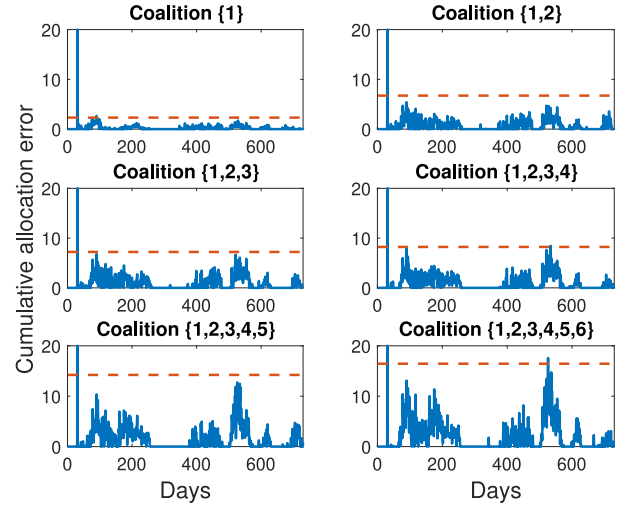 Coalition {1}
Coalition {1,2}
20
10
0
0 200 400 600
20
10
0
0 200 400 600
Coalition {1,2,3}
Coalition {1,2,3,4}
20
10
0
0 200 400 600
20
10
0
0 200 400 600
Coalition {1,2,3,4,5}
Coalition {1,2,3,4,5,6}
20
10
0
0 200 400 600
20
10
0
0 200 400 600
Cumulative allocation error
Days
Days